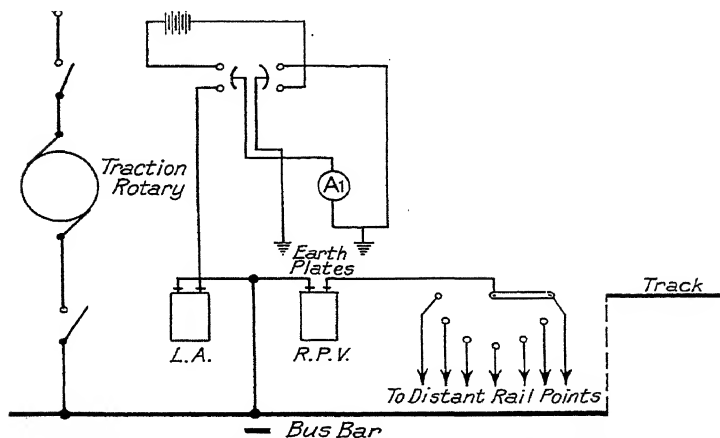 Traction
Rotary
A1
Earth
Plates
L.A.
R.P.V.
Track
To Distant Rail Points
Bus Bar